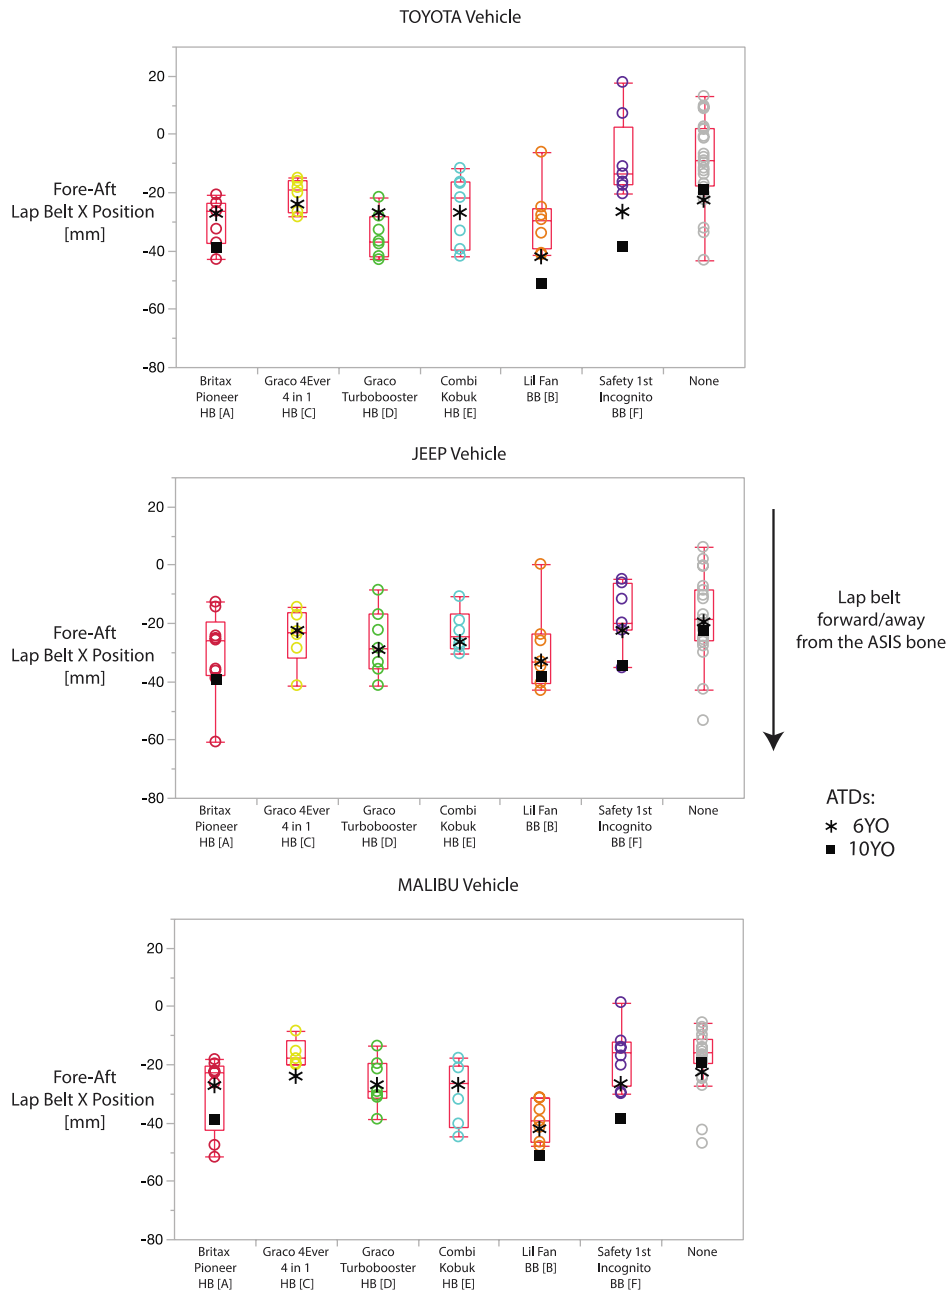 TOYOTA Vehicle
20
0
-20
-40
-60
-80
Fore-Aft
Lap Belt X Position
[mm]
Britax
Pioneer
HB [A]
Graco 4Ever
4 in 1
HB [C]
Graco
Turbobooster
HB [D]
Combi
Kobuk
HB [E]
Lil Fan
BB [B]
Safety 1st
Incognito
BB [F]
None
JEEP Vehicle
20
0
-20
-40
-60
-80
Fore-Aft
Lap Belt X Position
[mm]
Britax
Pioneer
HB [A]
Graco 4Ever
4 in 1
HB [C]
Graco
Turbobooster
HB [D]
Combi
Kobuk
HB [E]
Lil Fan
BB [B]
Safety 1st
Incognito
BB [F]
None
Lap belt
forward/away
from the ASIS bone
ATDs:
6YO
10YO
MALIBU Vehicle
20
0
-20
-40
-60
-80
Fore-Aft
Lap Belt X Position
[mm]
Britax
Pioneer
HB [A]
Graco 4Ever
4 in 1
HB [C]
Graco
Turbobooster
HB [D]
Combi
Kobuk
HB [E]
Lil Fan
BB [B]
Safety 1st
Incognito
BB [F]
None